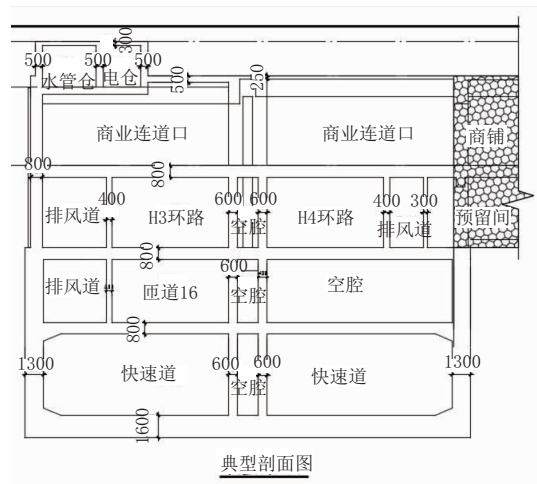 300
500 500 500
水管仓 电仓
500 250
商业连道口 商业连道口 商铺
800 800
400 600 600 400 300
排风道 H3环路 空腔 H4环路 排风道 预留间
800 600
排风道 匝道16 空腔 空腔
800
1300 快速道 600 空腔 600 快速道 1300
1600
典型剖面图